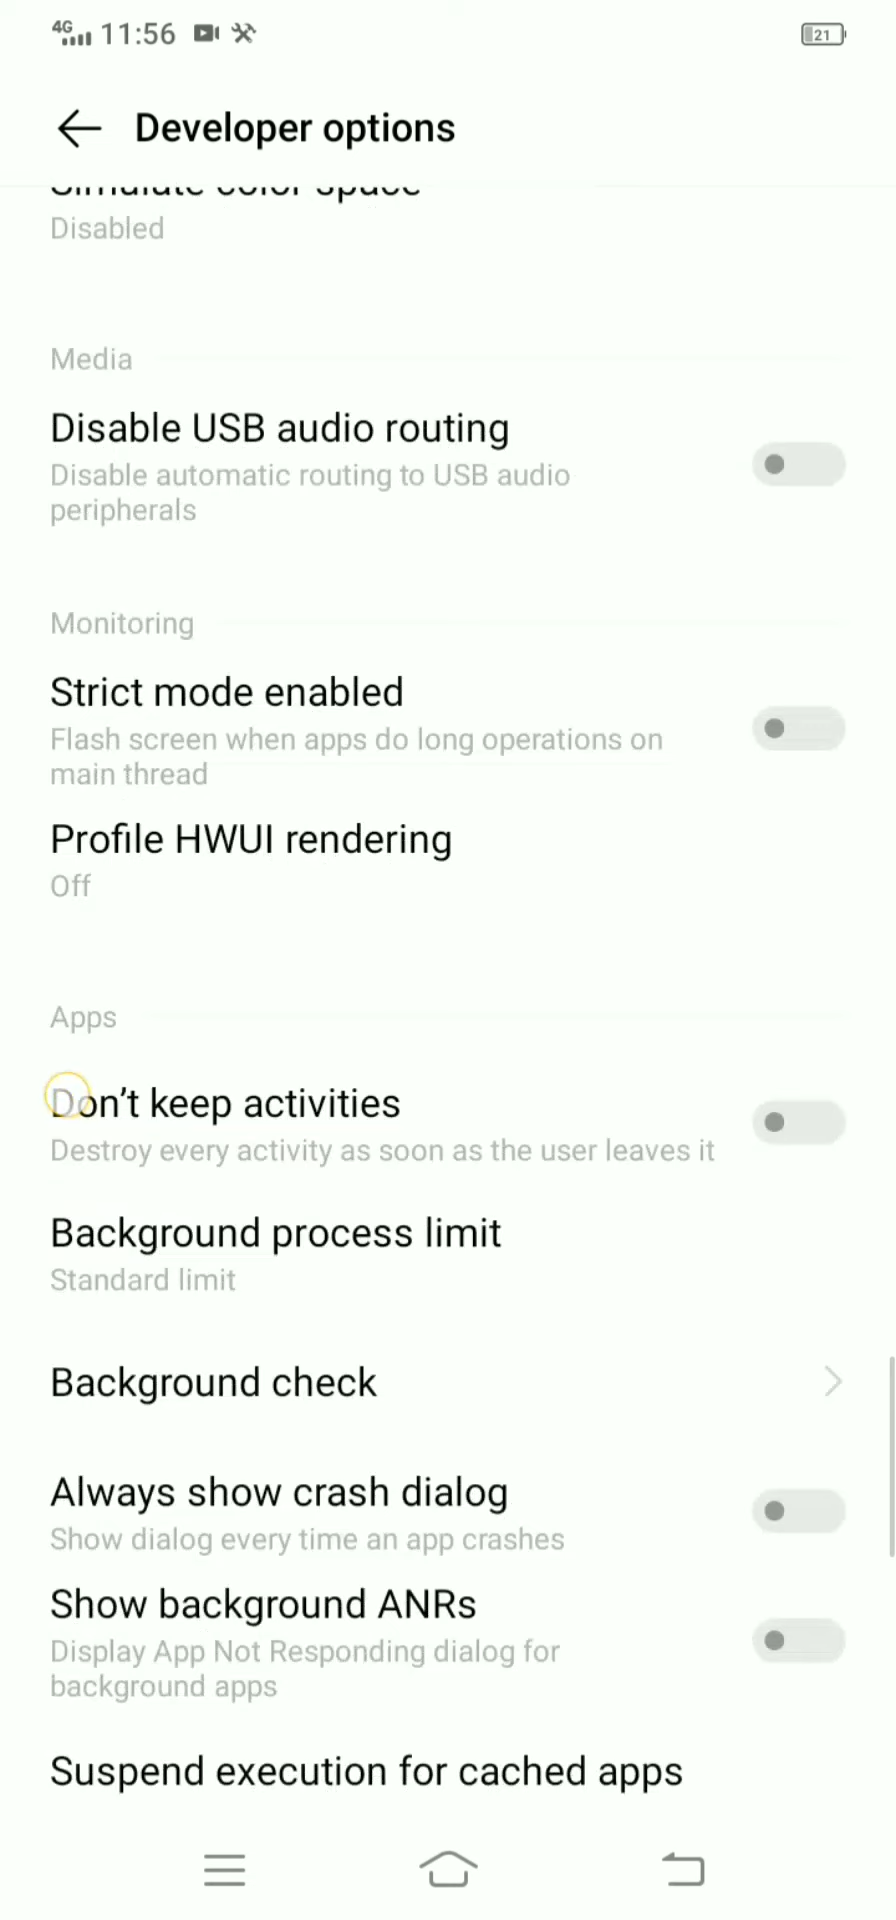 4G 11:56 21
Developer options
Simulate color space
Disabled
Media
Disable USB audio routing
Disable automatic routing to USB audio
peripherals
Monitoring
Strict mode enabled
Flash screen when apps do long operations on
main thread
Profile HWUI rendering
Off
Apps
Don't keep activities
Destroy every activity as soon as the user leaves it
Background process limit
Standard limit
Background check
Always show crash dialog
Show dialog every time an app crashes
Show background ANRs
Display App Not Responding dialog for
background apps
Suspend execution for cached apps